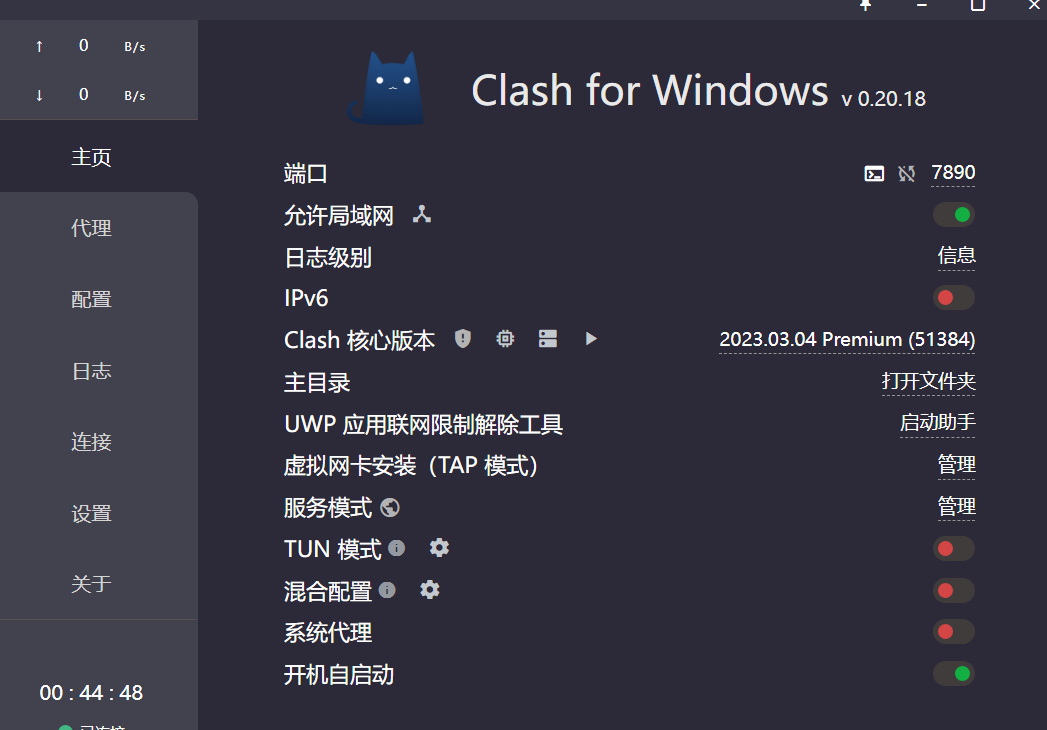 ↑ 0 B/s
↓ 0 B/s
主页
代理
配置
日志
连接
设置
关于
00 : 44 : 48
已连接
Clash for Windows v 0.20.18
端口 7890
允许局域网
日志级别 信息
IPv6
Clash 核心版本 2023.03.04 Premium (51384)
主目录 打开文件夹
UWP 应用联网限制解除工具 启动助手
虚拟网卡安装（TAP 模式） 管理
服务模式 管理
TUN 模式
混合配置
系统代理
开机自启动